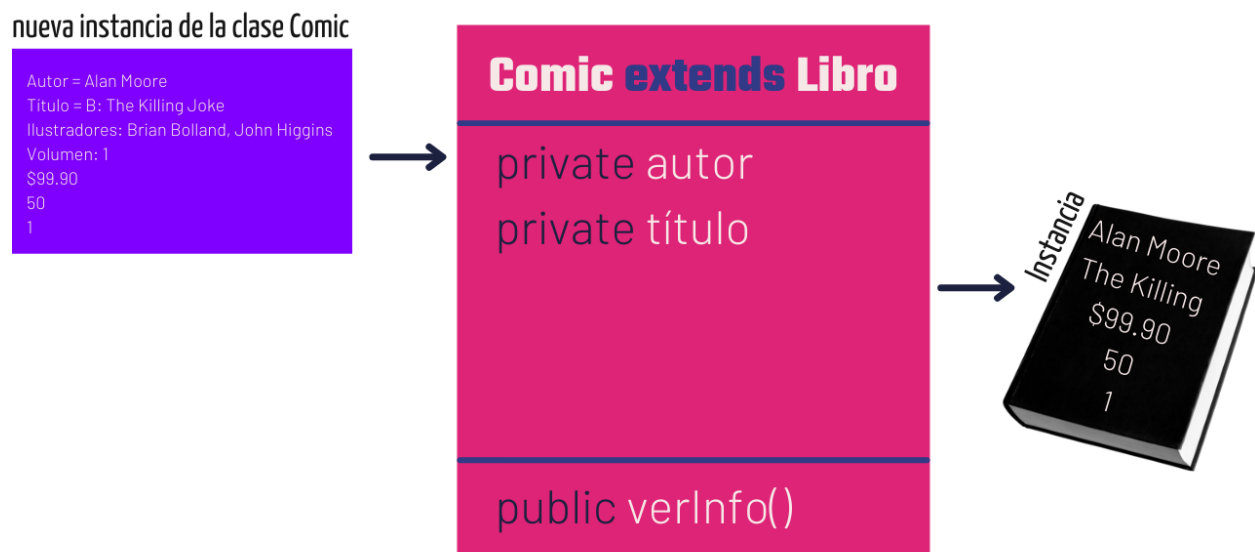 nueva instancia de la clase Comic
Autor = Alan Moore
Título = B: The Killing Joke
Ilustradores: Brian Bolland, John Higgins
Volumen: 1
$99.90
50
1
Comic extends Libro
private autor
private título
public verInfo()
Instancia
Alan Moore
The Killing
$99.90
50
1